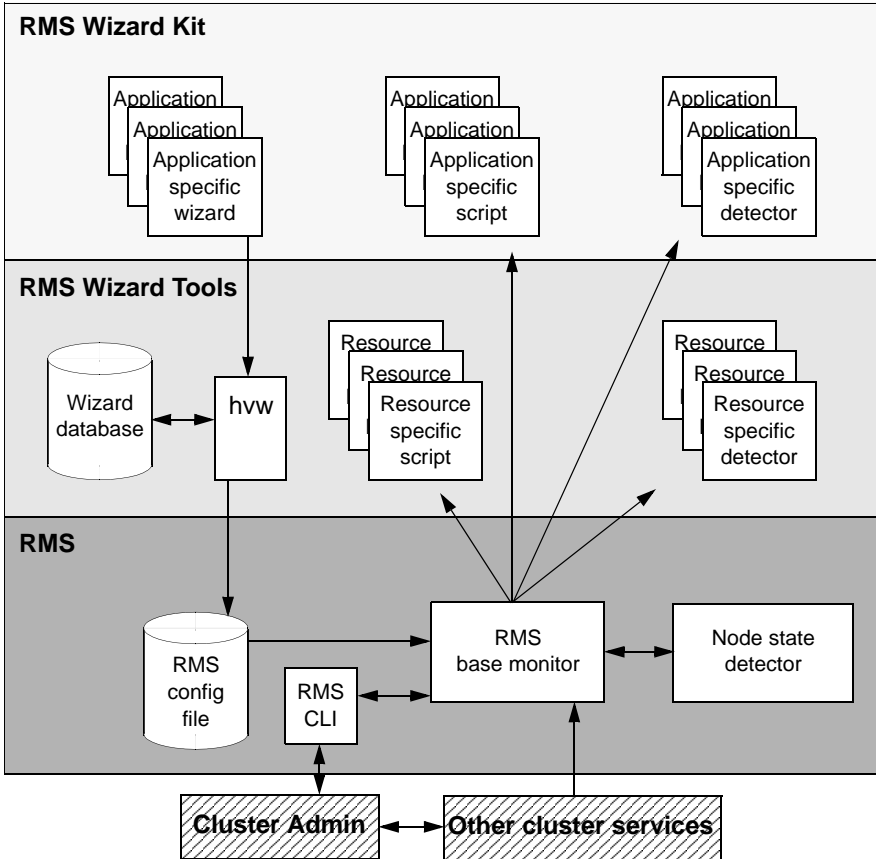 RMS Wizard Kit
Application
Application
Application
specific
wizard
Application
Application
Application
specific
script
Application
Application
Application
specific
detector
RMS Wizard Tools
Wizard
database
hvw
Resource
Resource
Resource
specific
script
Resource
Resource
Resource
specific
detector
RMS
RMS
config
file
RMS
CLI
RMS
base monitor
Node state
detector
Cluster Admin
Other cluster services